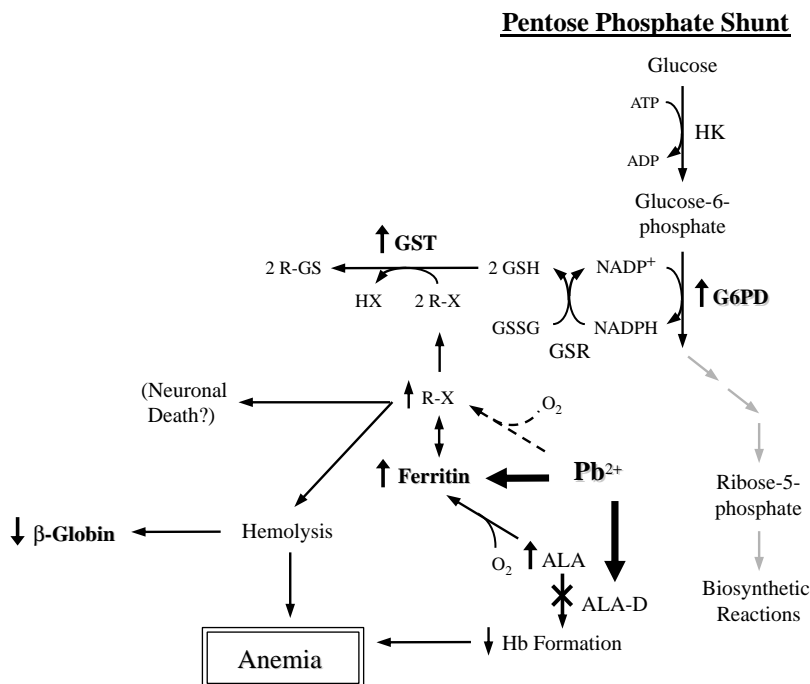 Pentose Phosphate Shunt
Glucose
ATP
HK
ADP
Glucose-6-
phosphate
GST
2 R-GS
2 GSH
NADP+
G6PD
HX
2 R-X
GSSG
NADPH
GSR
(Neuronal
Death?)
R-X
O2
Ferritin
Pb2+
Ribose-5-
phosphate
β-Globin
Hemolysis
O2
ALA
ALA-D
Biosynthetic
Reactions
Hb Formation
Anemia